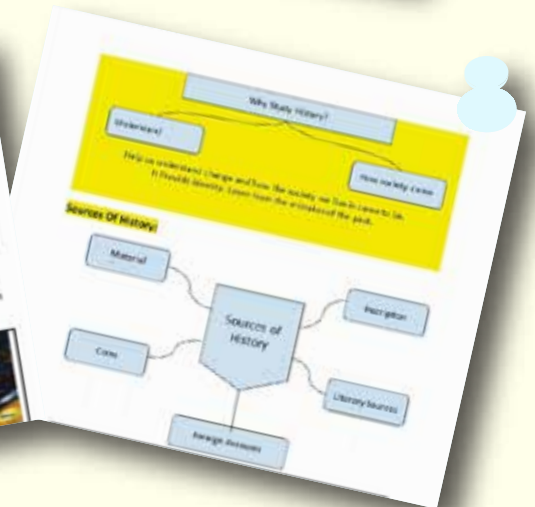 Why Study History?
Understand
How society came
Help us understand change and how the society we live in came to be.
It Provids identity. Learn from the mistakes of the past.
Sources Of History:
Material
Inscription
Sources of
History
Coins
Literary Sources
Foreign Accounts